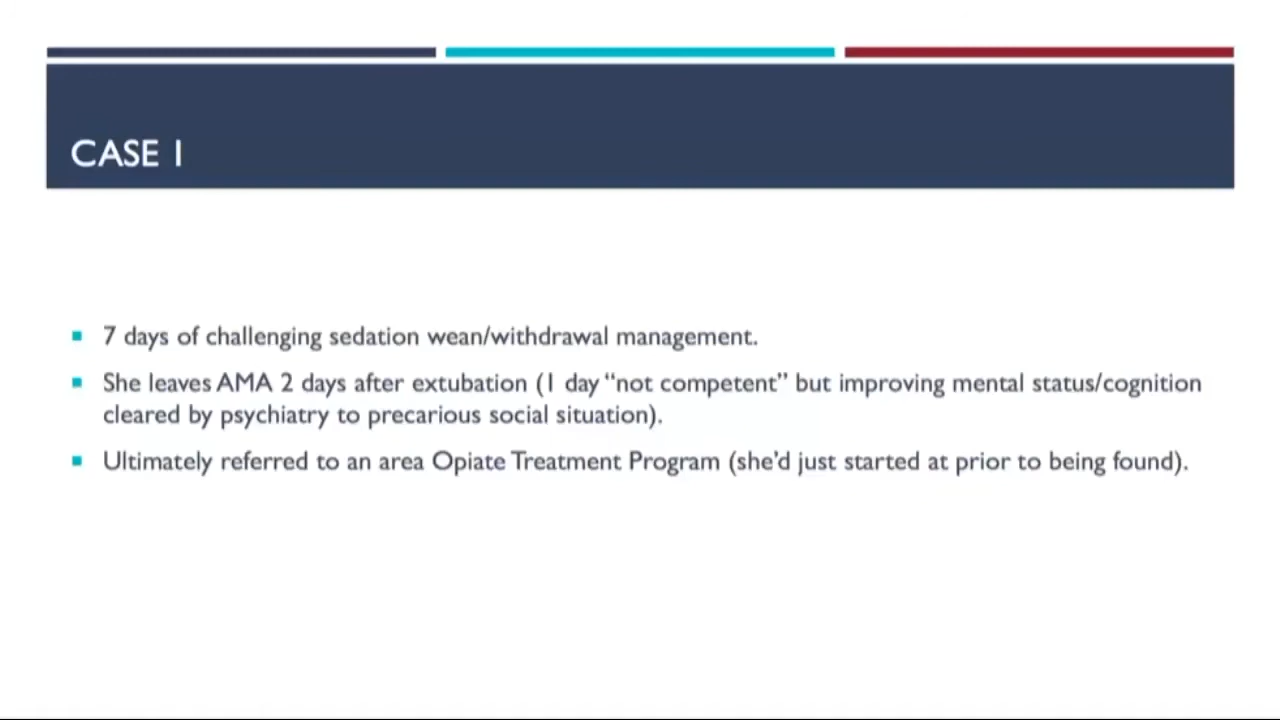 CASE 1
7 days of challenging sedation wean/withdrawal management.
She leaves AMA 2 days after extubation (1 day “not competent” but improving mental status/cognition
cleared by psychiatry to precarious social situation).
Ultimately referred to an area Opiate Treatment Program (she’d just started at prior to being found).